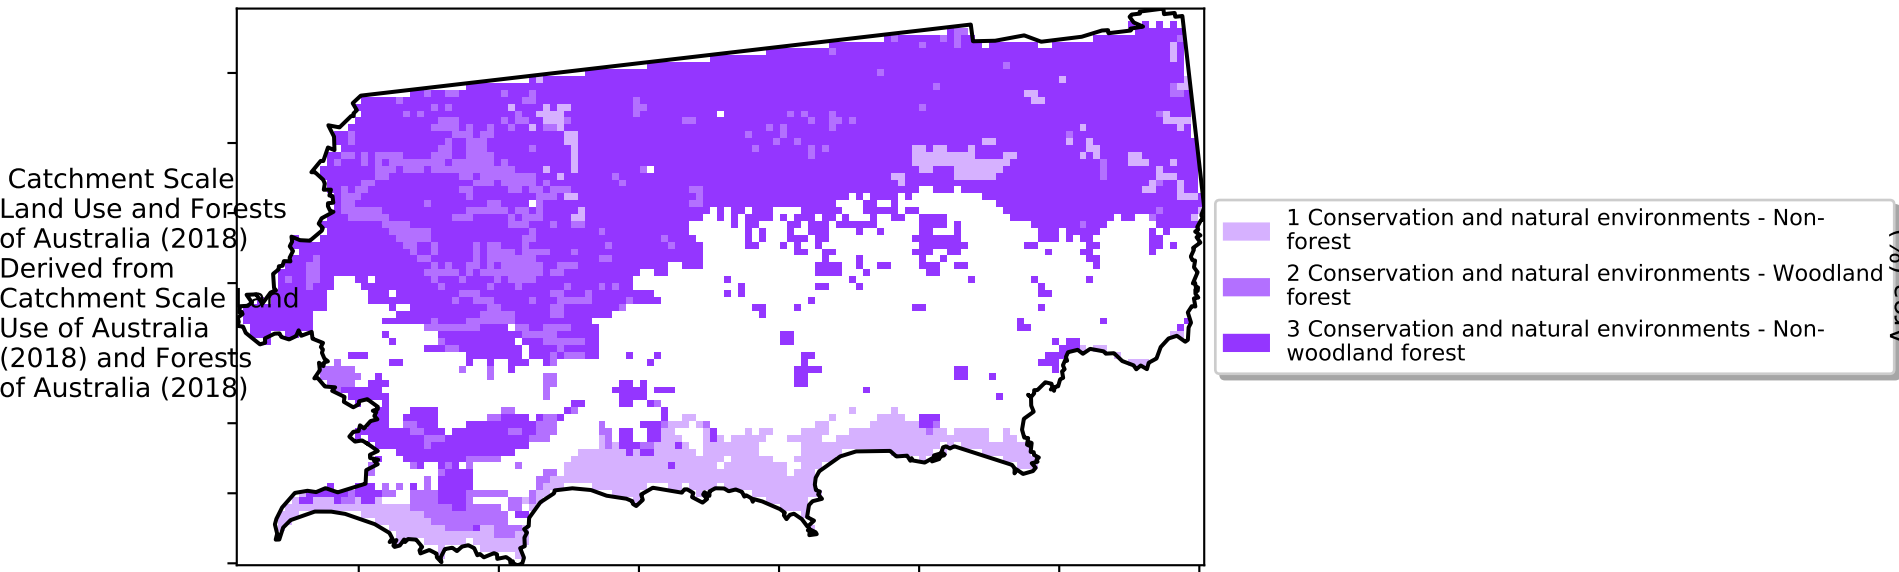 Catchment Scale
Land Use and Forests
of Australia (2018)
Derived from
Catchment Scale Land
Use of Australia
(2018) and Forests
of Australia (2018)
1 Conservation and natural environments - Non-
forest
2 Conservation and natural environments - Woodland
forest
3 Conservation and natural environments - Non-
woodland forest